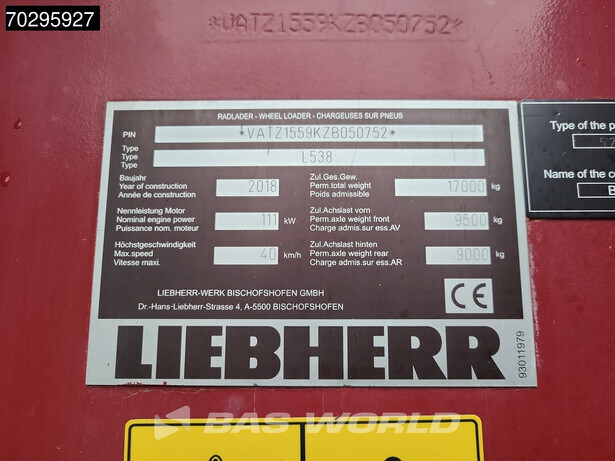 70295927
*VATZ1559KZB050752*
RADLADER - WHEEL LOADER - CHARGEUSES SUR PNEUS
PIN *VATZ1559KZB050752*
Type
Type L538
Type
Baujahr
Year of construction 2018
Année de construction
Zul.Ges.Gew.
Perm.total weight 17000 kg
Poids admissible
Nennleistung Motor
Nominal engine power 111 kW
Puissance nom. moteur
Zul.Achslast vorn
Perm.axle weight front 9500 kg
Charge admis.sur ess.AV
Höchstgeschwindigkeit
Max.speed 40 km/h
Vitesse maxi.
Zul.Achslast hinten
Perm.axle weight rear 9000 kg
Charge admis.sur ess.AR
LIEBHERR-WERK BISCHOFSHOFEN GMBH
Dr.-Hans-Liebherr-Strasse 4, A-5500 BISCHOFSHOFEN
CE
LIEBHERR
93011979
Type of the p
Name of the c
B
BAS WORLD